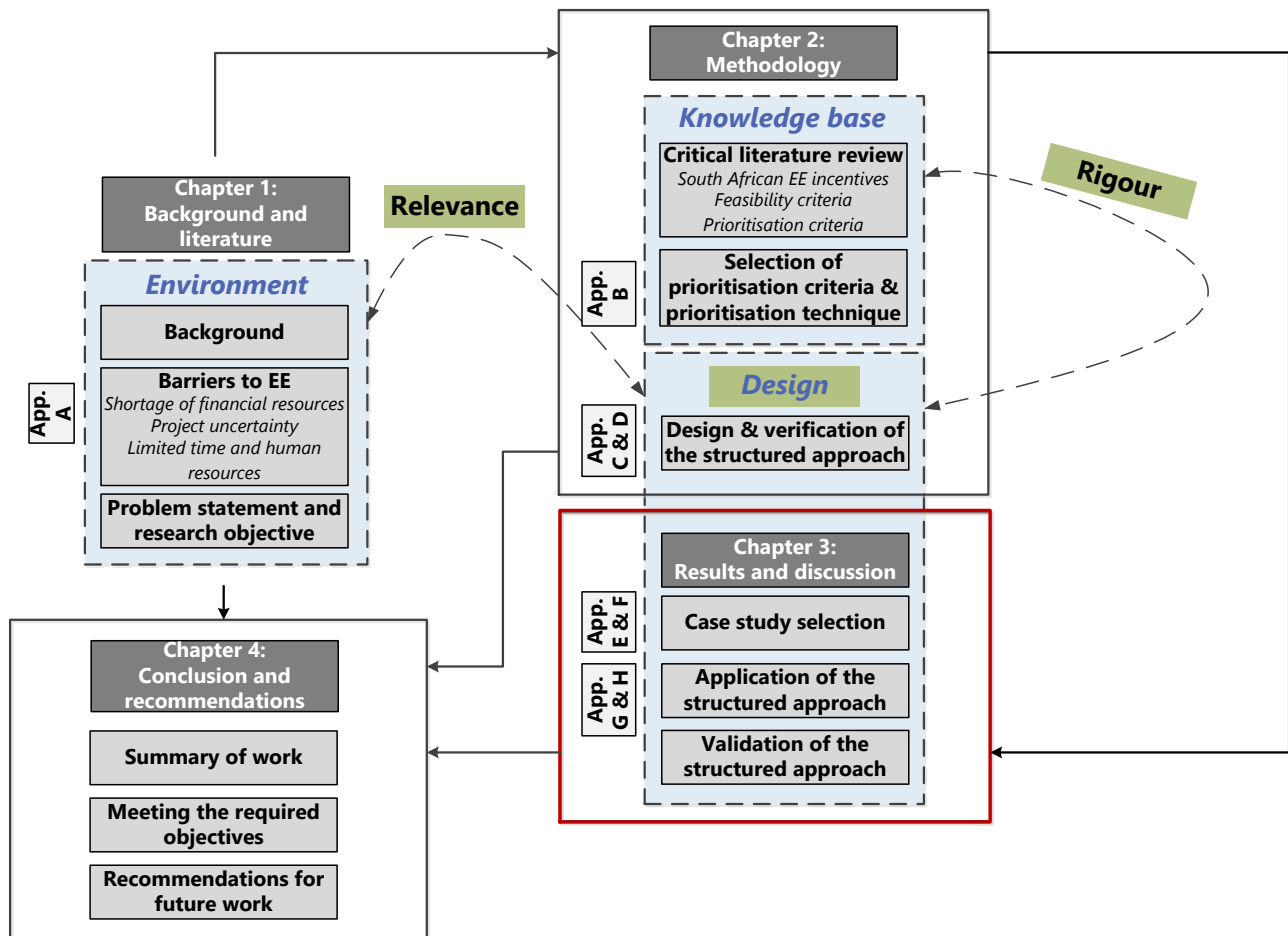 Chapter 1:
Background and
literature
Environment
Background
App.
A
Barriers to EE
Shortage of financial resources
Project uncertainty
Limited time and human
resources
Problem statement and
research objective
Relevance
Chapter 2:
Methodology
Knowledge base
Critical literature review
South African EE incentives
Feasibility criteria
Prioritisation criteria
App.
B
Selection of
prioritisation criteria &
prioritisation technique
Rigour
Design
App.
C & D
Design & verification of
the structured approach
Chapter 3:
Results and discussion
App.
E & F
Case study selection
App.
G & H
Application of the
structured approach
Validation of the
structured approach
Chapter 4:
Conclusion and
recommendations
Summary of work
Meeting the required
objectives
Recommendations for
future work